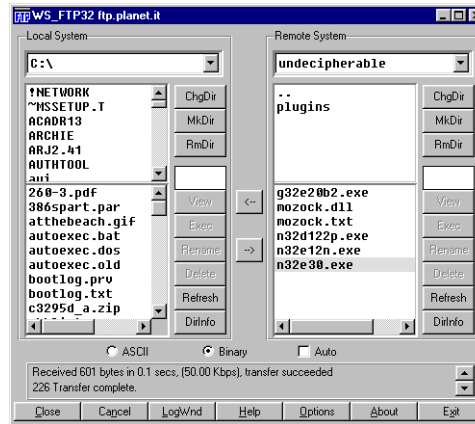 WS_FTP32 ftp.planet.it
Local System
C:\
!NETWORK
~MSSETUP.T
ACADR13
ARCHIE
ARJ2.41
AUTHTOOL
ChgDir
MkDir
RmDir
260-3.pdf
386spart.par
atthebeach.gif
autoexec.bat
autoexec.dos
autoexec.old
bootlog.prv
bootlog.txt
c3295d_a.zip
View
Exec
Rename
Delete
Refresh
DirInfo
<--
-->
Remote System
undecipherable
..
plugins
ChgDir
MkDir
RmDir
g32e20b2.exe
mozock.dll
mozock.txt
n32d122p.exe
n32e12n.exe
n32e30.exe
View
Exec
Rename
Delete
Refresh
DirInfo
ASCII Binary Auto
Received 601 bytes in 0.1 secs, (50.00 Kbps), transfer succeeded
226 Transfer complete.
Close Cancel LogWnd Help Options About Exit